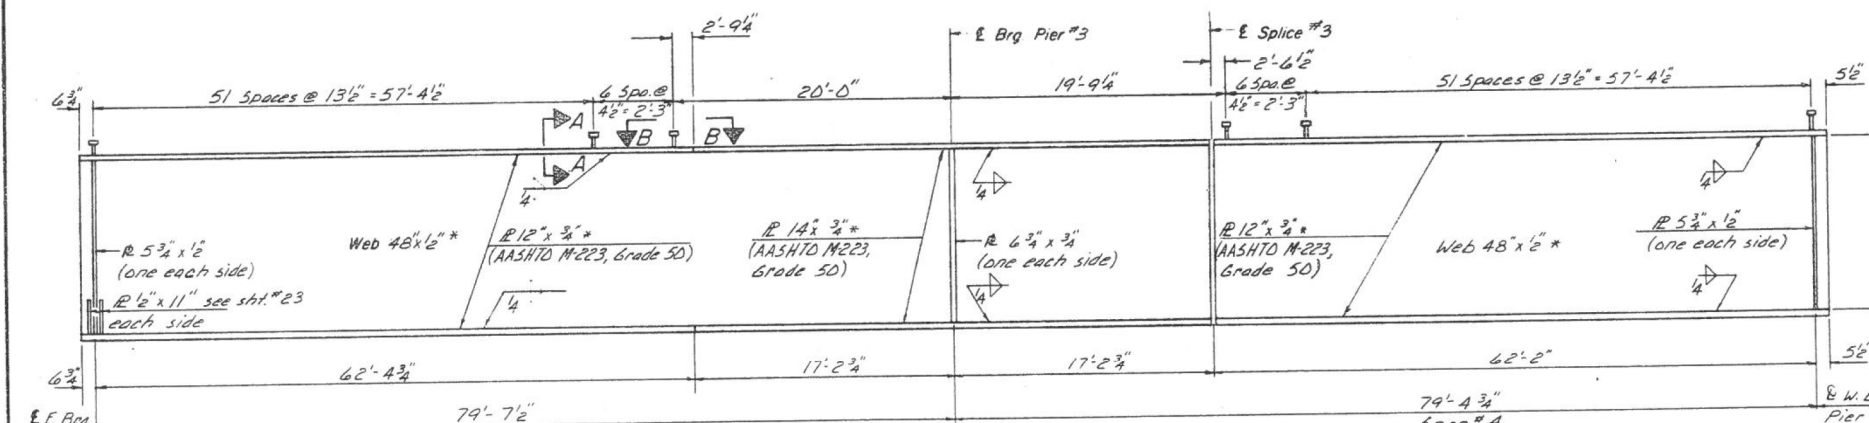 2'-9¼"
℄ Brg Pier #3
℄ Splice #3
2'-6½"
6¾"
51 Spaces @ 13½" = 57'-4½"
6 Spa. @
4½" = 2'-3"
20'-0"
19'-9¼"
6 Spa. @
4½" = 2'-3"
51 Spaces @ 13½" = 57'-4½"
5½"
A
B
B
A
¼
¼
¼
℄ 5¾" x ½"
(one each side)
Web 48" x ½" *
℄ 12" x ¾" *
(AASHTO M-223, Grade 50)
℄ 14" x ¾" *
(AASHTO M-223,
Grade 50)
℄ 6¾" x ¾"
(one each side)
℄ 12" x ¾" *
(AASHTO M-223,
Grade 50)
Web 48" x ½" *
℄ 5¾" x ½"
(one each side)
℄ ½" x 11" see sht. #23
each side
¼
¼
¼
6¾"
62'-4¾"
17'-2¾"
17'-2¾"
62'-2"
5½"
℄ E. Brg.
79'-7½"
79'-4¾"
℄ W.
Pier